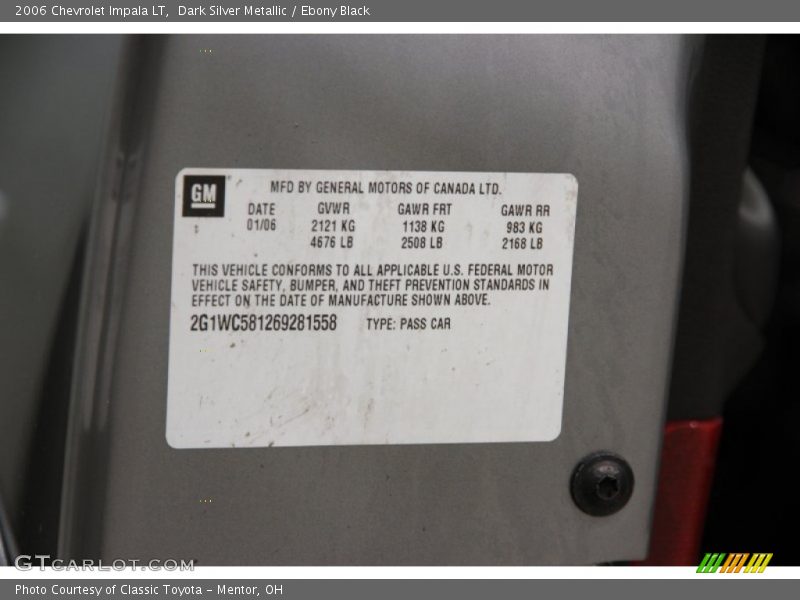 2006 Chevrolet Impala LT,  Dark Silver Metallic / Ebony Black
GM
MFD BY GENERAL MOTORS OF CANADA LTD.
DATE GVWR GAWR FRT GAWR RR
01/06 2121 KG 1138 KG 983 KG
4676 LB 2508 LB 2168 LB
THIS VEHICLE CONFORMS TO ALL APPLICABLE U.S. FEDERAL MOTOR
VEHICLE SAFETY, BUMPER, AND THEFT PREVENTION STANDARDS IN
EFFECT ON THE DATE OF MANUFACTURE SHOWN ABOVE.
2G1WC581269281558 TYPE: PASS CAR
GTCARLOT.COM
Photo Courtesy of Classic Toyota - Mentor, OH